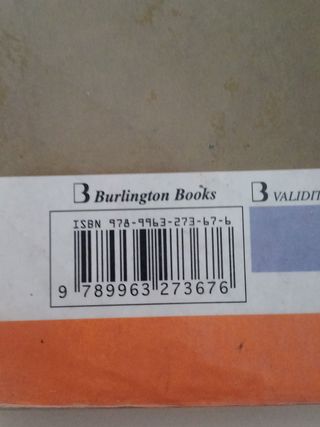 Burlington Books
B VALIDIT
ISBN 978-9963-273-67-6
9 789963 273676